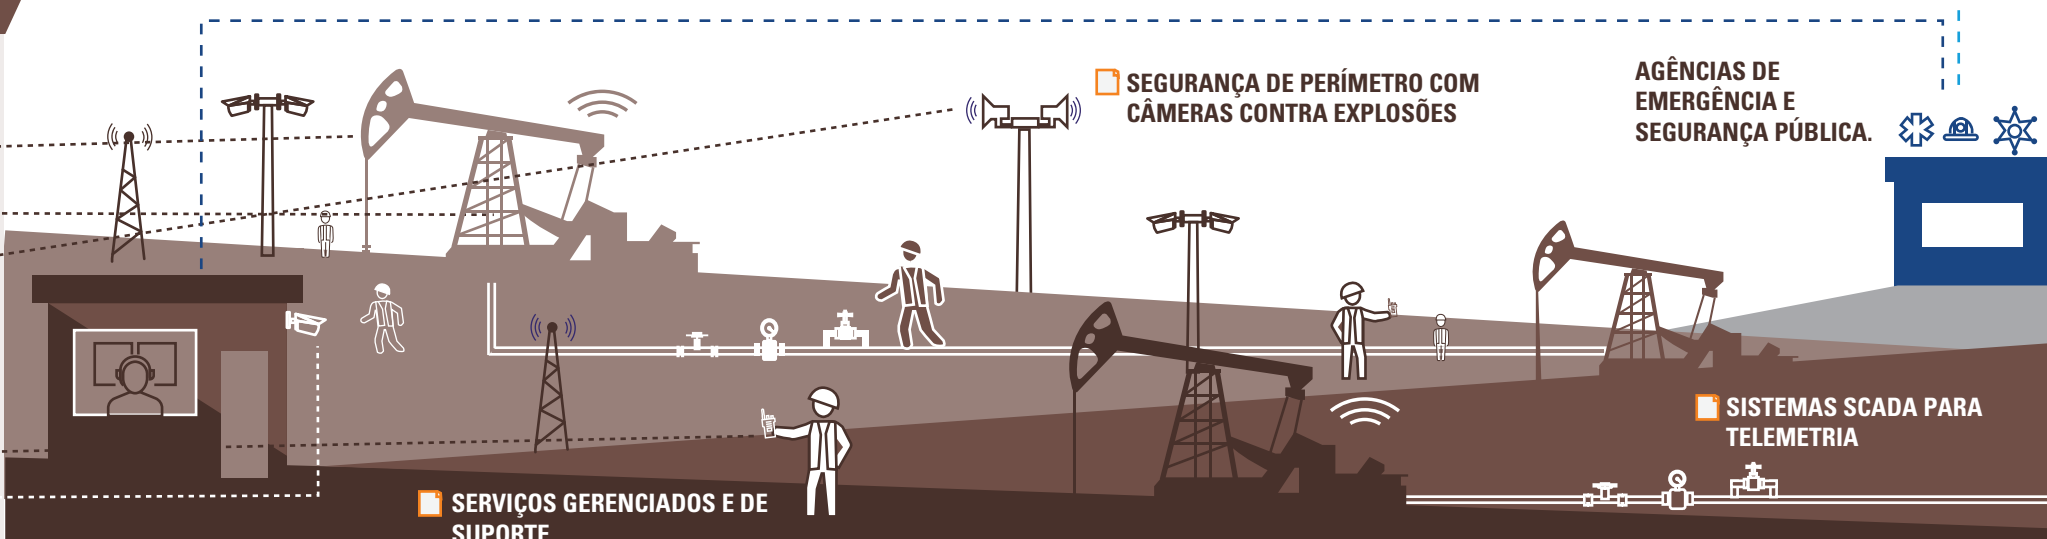 SEGURANÇA DE PERÍMETRO COM
CÂMERAS CONTRA EXPLOSÕES
AGÊNCIAS DE
EMERGÊNCIA E
SEGURANÇA PÚBLICA.
SISTEMAS SCADA PARA
TELEMETRIA
SERVIÇOS GERENCIADOS E DE
SUPORTE